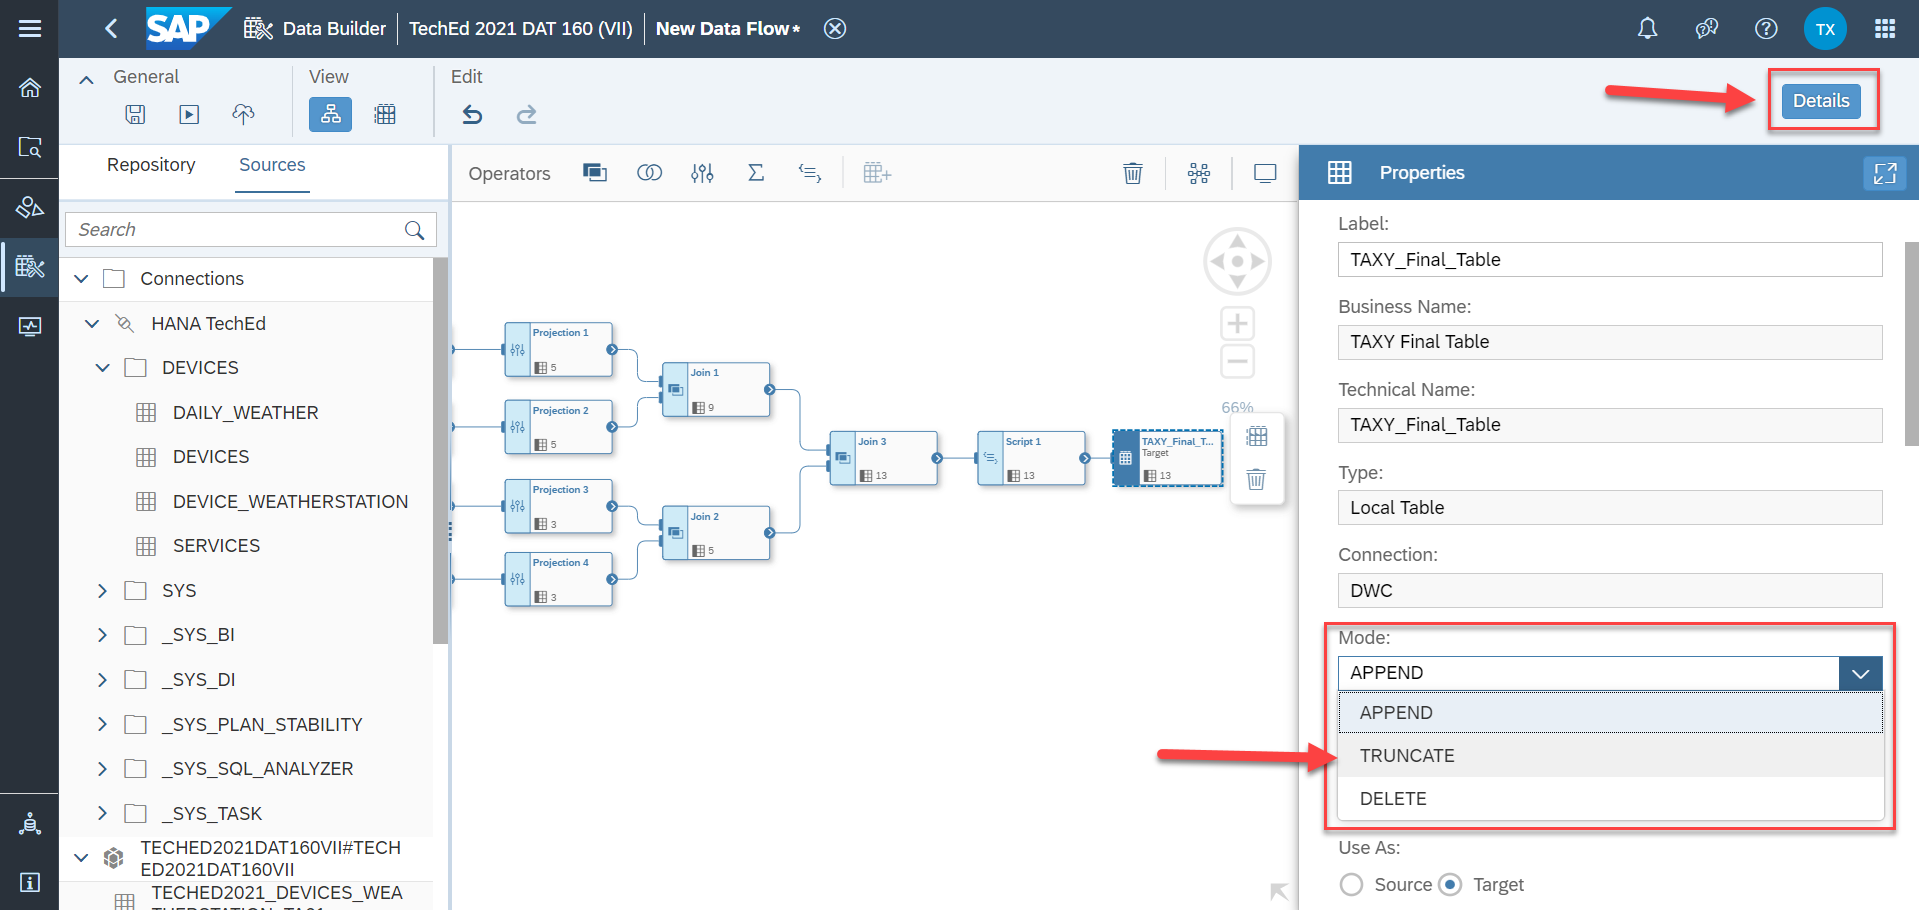 SAP
Data Builder
TechEd 2021 DAT 160 (VII)
New Data Flow*
TX
General
View
Edit
Details
Repository
Sources
Search
Connections
HANA TechEd
DEVICES
DAILY_WEATHER
DEVICES
DEVICE_WEATHERSTATION
SERVICES
SYS
_SYS_BI
_SYS_DI
_SYS_PLAN_STABILITY
_SYS_SQL_ANALYZER
_SYS_TASK
TECHED2021DAT160VII#TECH
ED2021DAT160VII
TECHED2021_DEVICES_WEA
Operators
66%
Projection 1
5
Projection 2
5
Projection 3
3
Projection 4
3
Join 1
9
Join 2
5
Join 3
13
Script 1
13
TAXY_Final_T...
Target
13
Properties
Label:
TAXY_Final_Table
Business Name:
TAXY Final Table
Technical Name:
TAXY_Final_Table
Type:
Local Table
Connection:
DWC
Mode:
APPEND
APPEND
TRUNCATE
DELETE
Use As:
Source
Target